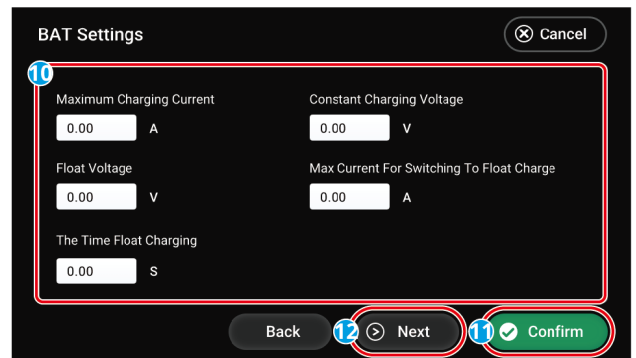 BAT Settings
Cancel
10
Maximum Charging Current
Constant Charging Voltage
0.00 A
0.00 V
Float Voltage
Max Current For Switching To Float Charge
0.00 V
0.00 A
The Time Float Charging
0.00 S
Back
12
Next
11
Confirm